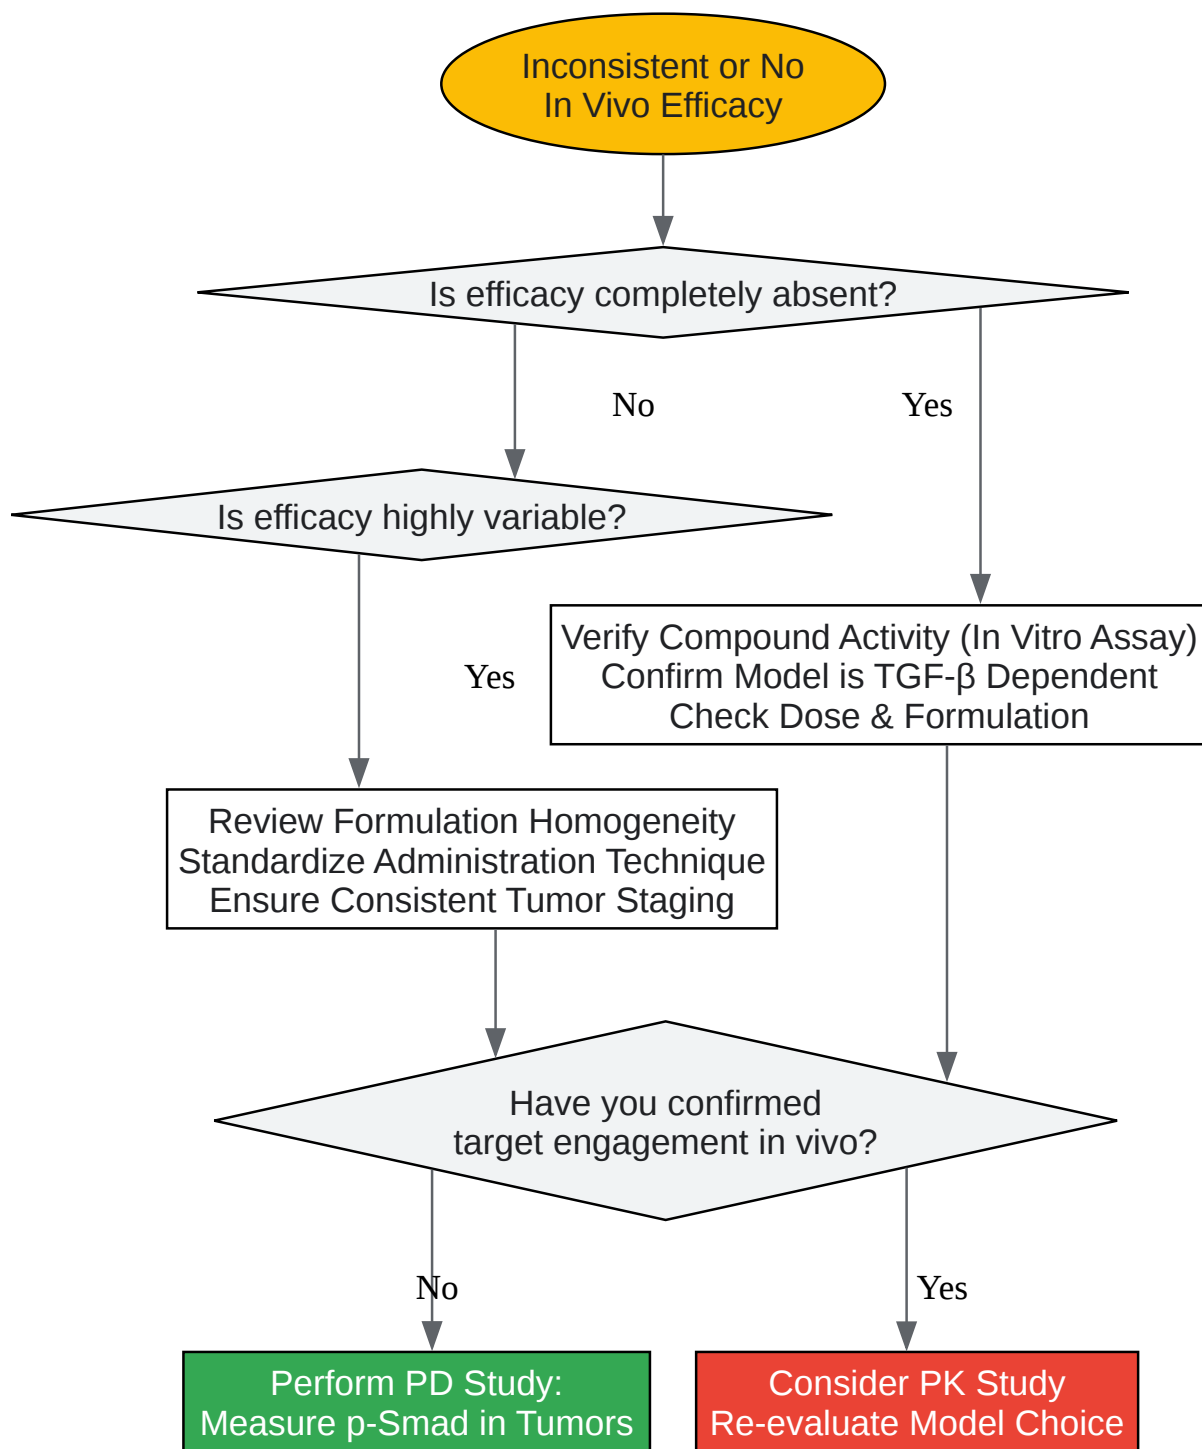 Inconsistent or No
In Vivo Efficacy
Is efficacy completely absent?
No
Yes
Is efficacy highly variable?
Verify Compound Activity (In Vitro Assay)
Confirm Model is TGF-β Dependent
Check Dose & Formulation
Yes
Review Formulation Homogeneity
Standardize Administration Technique
Ensure Consistent Tumor Staging
Have you confirmed
target engagement in vivo?
No
Yes
Perform PD Study:
Measure p-Smad in Tumors
Consider PK Study
Re-evaluate Model Choice